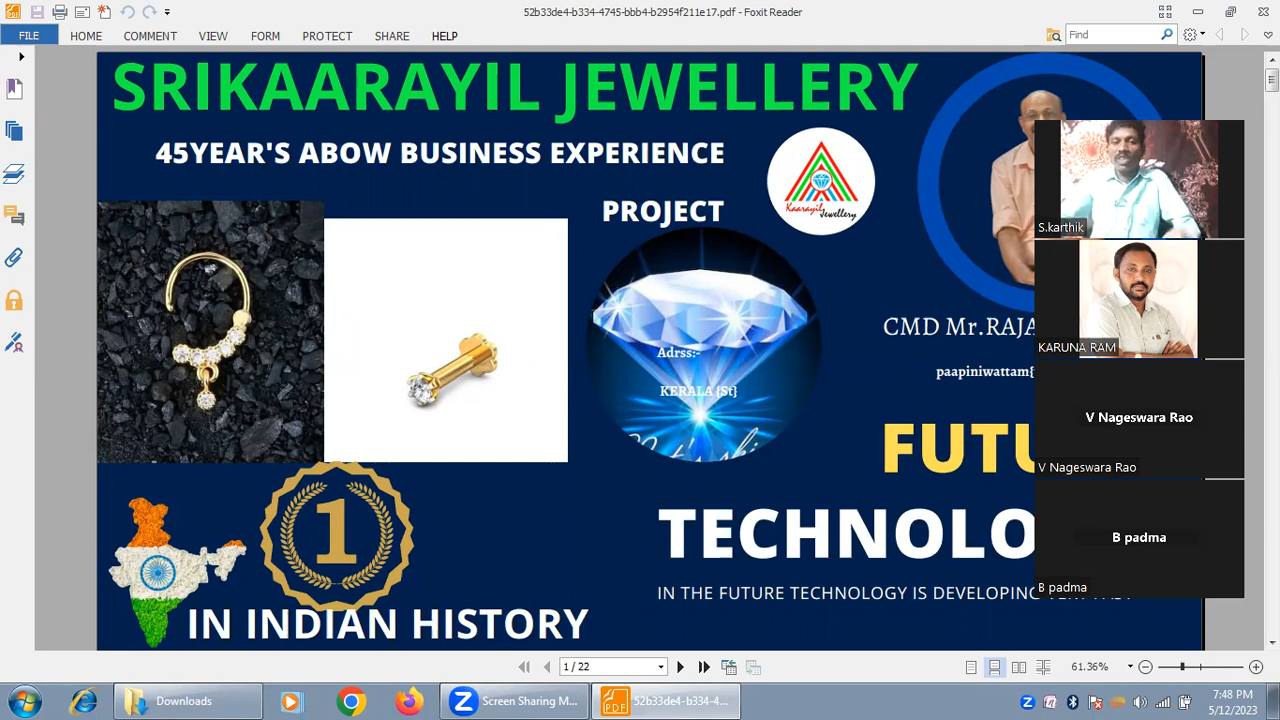 52b33de4-b334-4745-bbb4-b2954f211e17.pdf - Foxit Reader
FILE HOME COMMENT VIEW FORM PROTECT SHARE HELP
Find
SRIKAARAYIL JEWELLERY
45YEAR'S ABOW BUSINESS EXPERIENCE
PROJECT
Kaarayil
Jewellery
Adrss:-
KERALA {St}
CMD Mr.RAJA
paapiniwattam{
FUTU
TECHNOLO
IN THE FUTURE TECHNOLOGY IS DEVELOPING VERY FAST
1
IN INDIAN HISTORY
S.karthik
KARUNA RAM
V Nageswara Rao
V Nageswara Rao
B padma
B padma
1 / 22
61.36%
Downloads
Screen Sharing M...
52b33de4-b334-4...
PDF
7:48 PM
5/12/2023